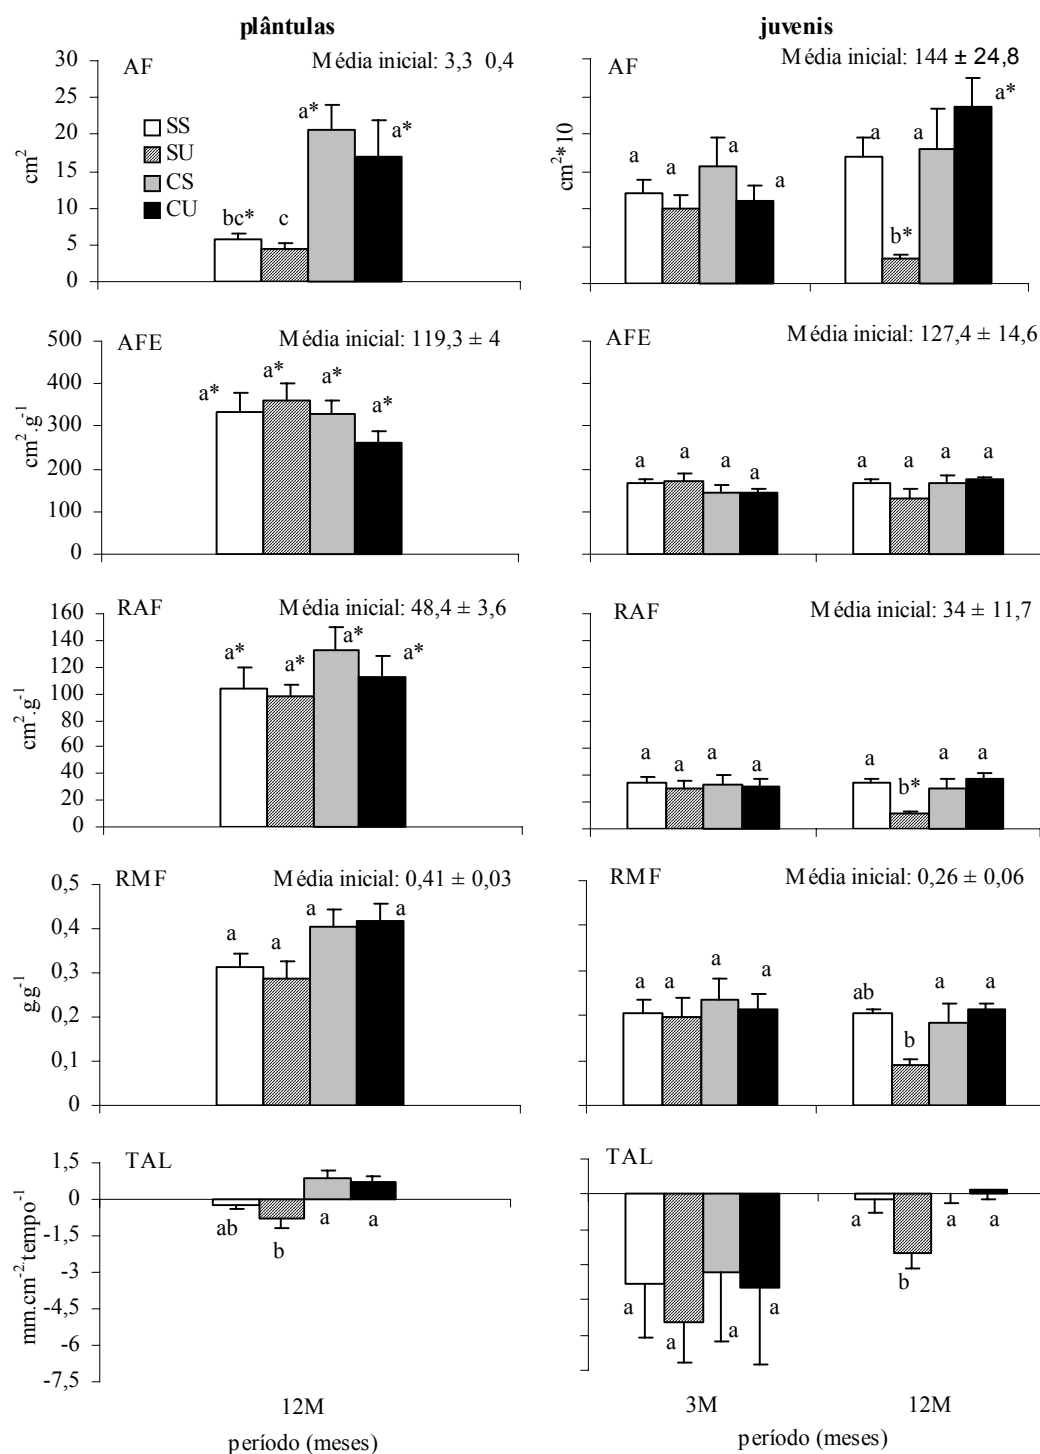 plântulas
juvenis
AF
Média inicial: 3,3 0,4
cm²
30
25
20
15
10
5
0
SS
SU
CS
CU
bc*
c
a*
a*
AF
Média inicial: 144 ± 24,8
cm²*10
a
a
a
a
a
b*
a
a*
AFE
Média inicial: 119,3 ± 4
cm².g⁻¹
500
400
300
200
100
0
a*
a*
a*
a*
AFE
Média inicial: 127,4 ± 14,6
a
a
a
a
a
a
a
a
RAF
Média inicial: 48,4 ± 3,6
cm².g⁻¹
160
140
120
100
80
60
40
20
0
a*
a*
a*
a*
RAF
Média inicial: 34 ± 11,7
a
a
a
a
a
b*
a
a
RMF
Média inicial: 0,41 ± 0,03
g.g⁻¹
0,5
0,4
0,3
0,2
0,1
0
a
a
a
a
RMF
Média inicial: 0,26 ± 0,06
a
a
a
a
ab
b
a
a
TAL
mm.cm⁻².tempo⁻¹
1,5
0
-1,5
-3
-4,5
-6
-7,5
ab
b
a
a
TAL
a
a
a
a
a
b
a
a
12M
período (meses)
3M
12M
período (meses)